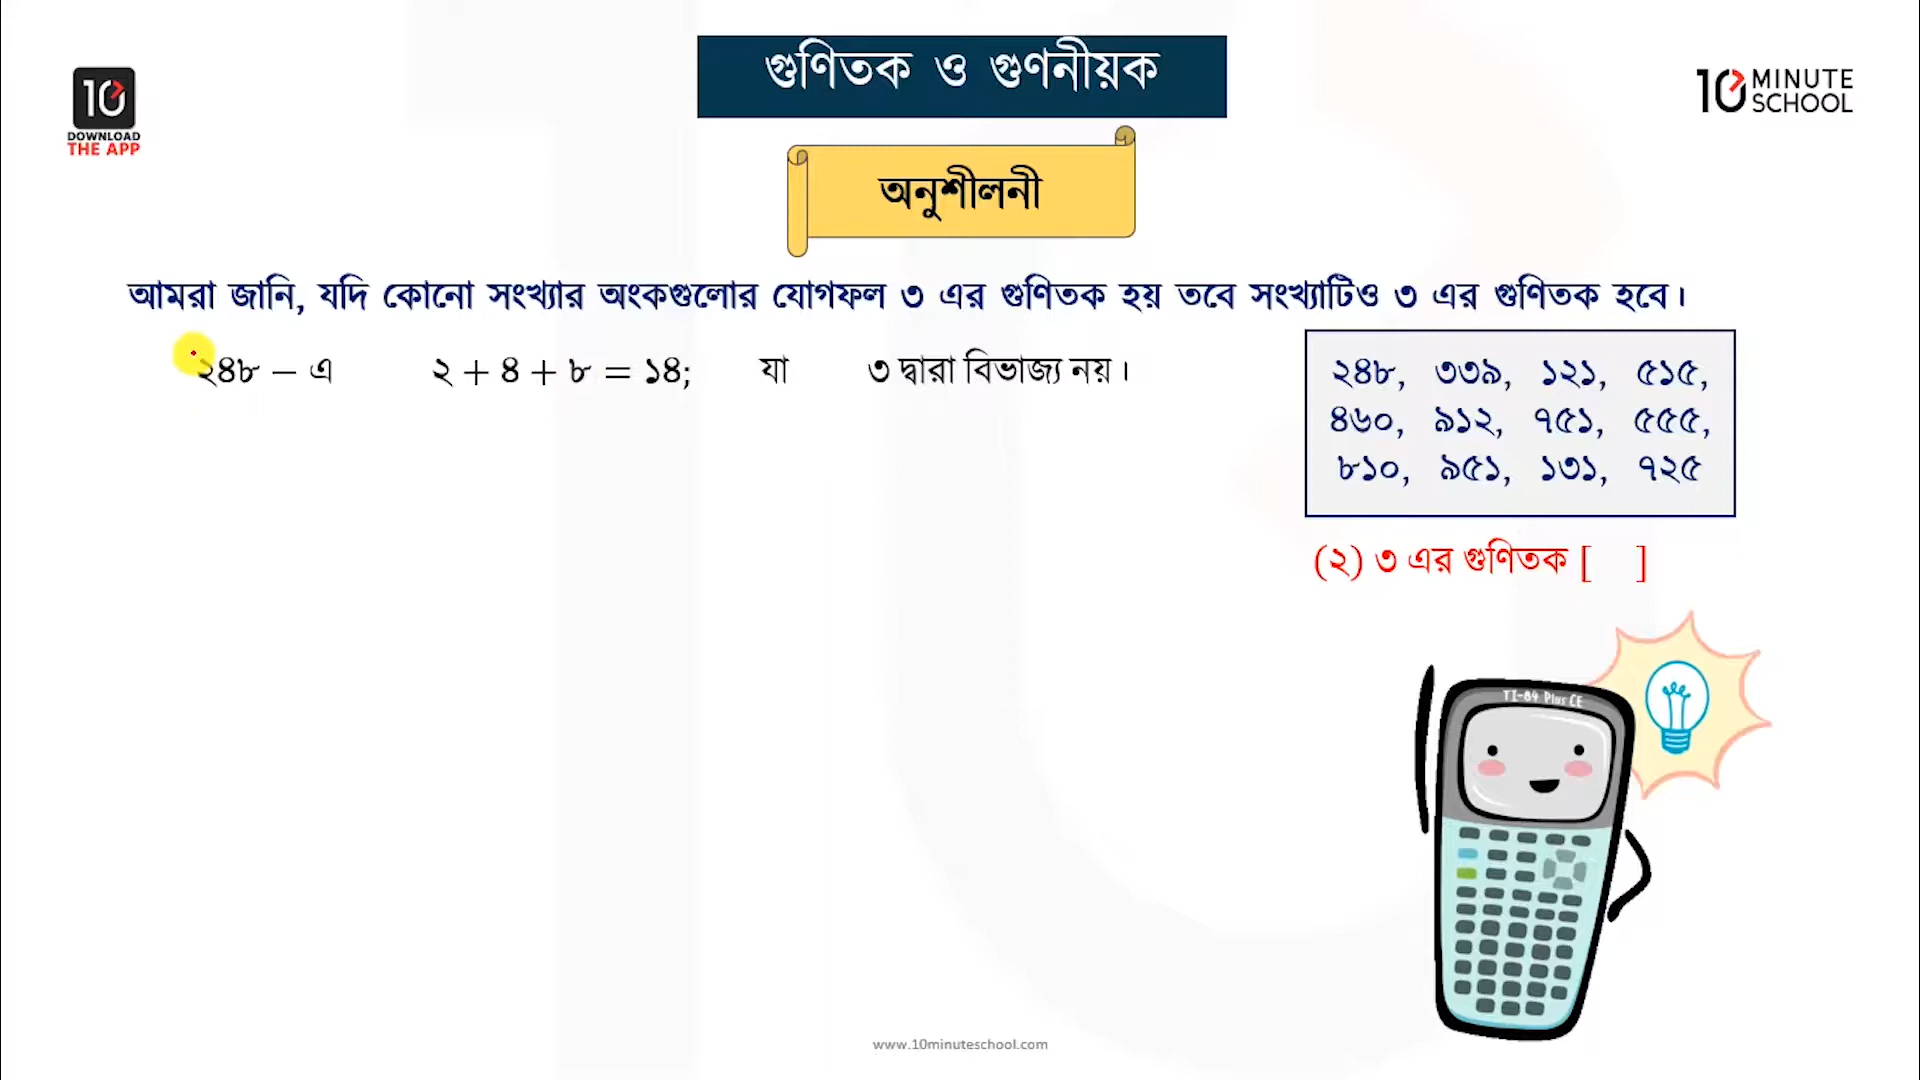 গুণিতক ও গুণনীয়ক
10 MINUTE SCHOOL
10
DOWNLOAD
THE APP
অনুশীলনী
আমরা জানি, যদি কোনো সংখ্যার অংকগুলোর যোগফল ৩ এর গুণিতক হয় তবে সংখ্যাটিও ৩ এর গুণিতক হবে।
২৪৮ – এ ২ + ৪ + ৮ = ১৪; যা ৩ দ্বারা বিভাজ্য নয়।
২৪৮, ৩৩৯, ১২১, ৫১৫,
৪৬০, ৯১২, ৭৫১, ৫৫৫,
৮১০, ৯৫১, ১৩১, ৭২৫
(২) ৩ এর গুণিতক [ ]
TI-84 Plus CE
www.10minuteschool.com